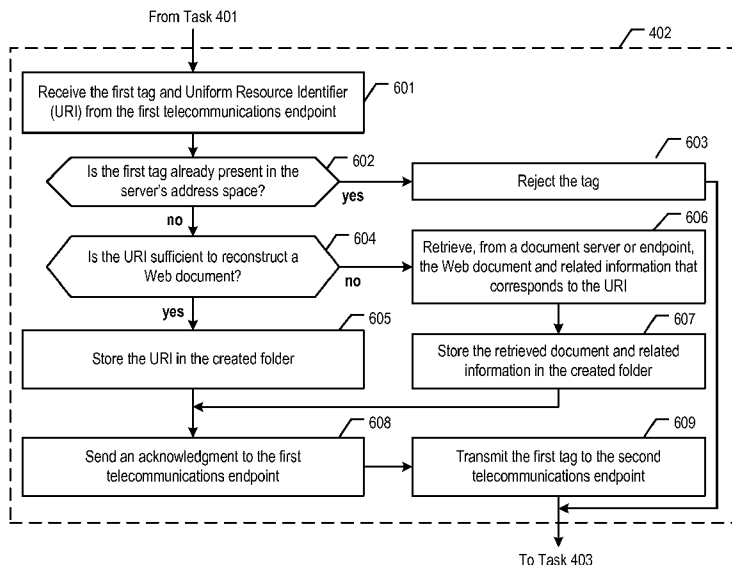 From Task 401
402
Receive the first tag and Uniform Resource Identifier
(URI) from the first telecommunications endpoint
601
Is the first tag already present in the
server's address space?
602
yes
no
Reject the tag
603
Is the URI sufficient to reconstruct a
Web document?
604
no
yes
Retrieve, from a document server or endpoint,
the Web document and related information that
corresponds to the URI
606
Store the URI in the created folder
605
Store the retrieved document and related
information in the created folder
607
Send an acknowledgment to the first
telecommunications endpoint
608
Transmit the first tag to the second
telecommunications endpoint
609
To Task 403